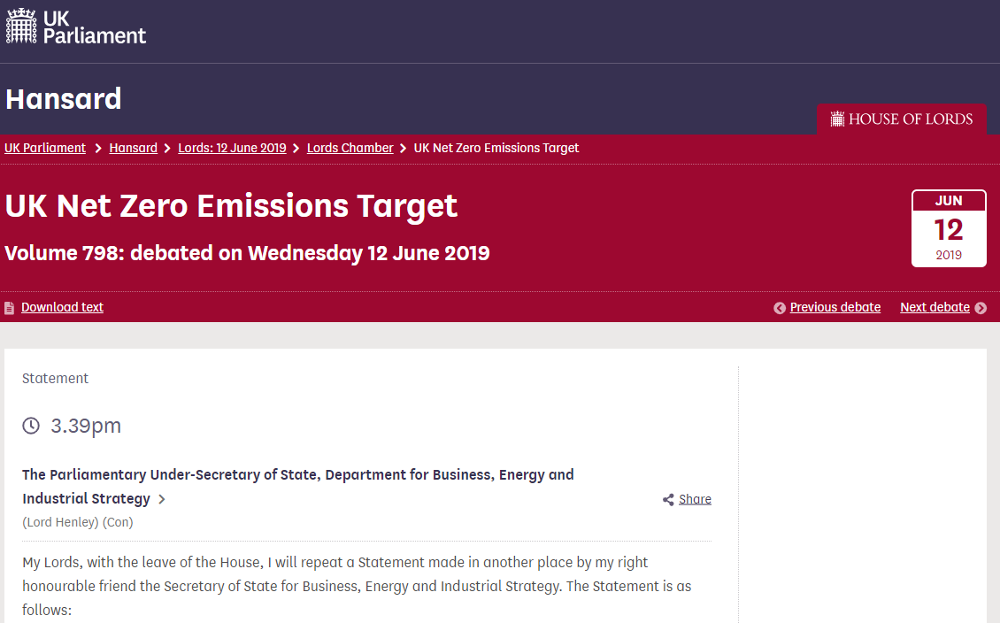 UK
Parliament
Hansard
HOUSE OF LORDS
UK Parliament Hansard Lords: 12 June 2019 Lords Chamber UK Net Zero Emissions Target
UK Net Zero Emissions Target
Volume 798: debated on Wednesday 12 June 2019
JUN
12
2019
Download text
Previous debate Next debate
Statement
3.39pm
The Parliamentary Under-Secretary of State, Department for Business, Energy and
Industrial Strategy
Share
(Lord Henley) (Con)
My Lords, with the leave of the House, I will repeat a Statement made in another place by my right
honourable friend the Secretary of State for Business, Energy and Industrial Strategy. The Statement is as
follows: